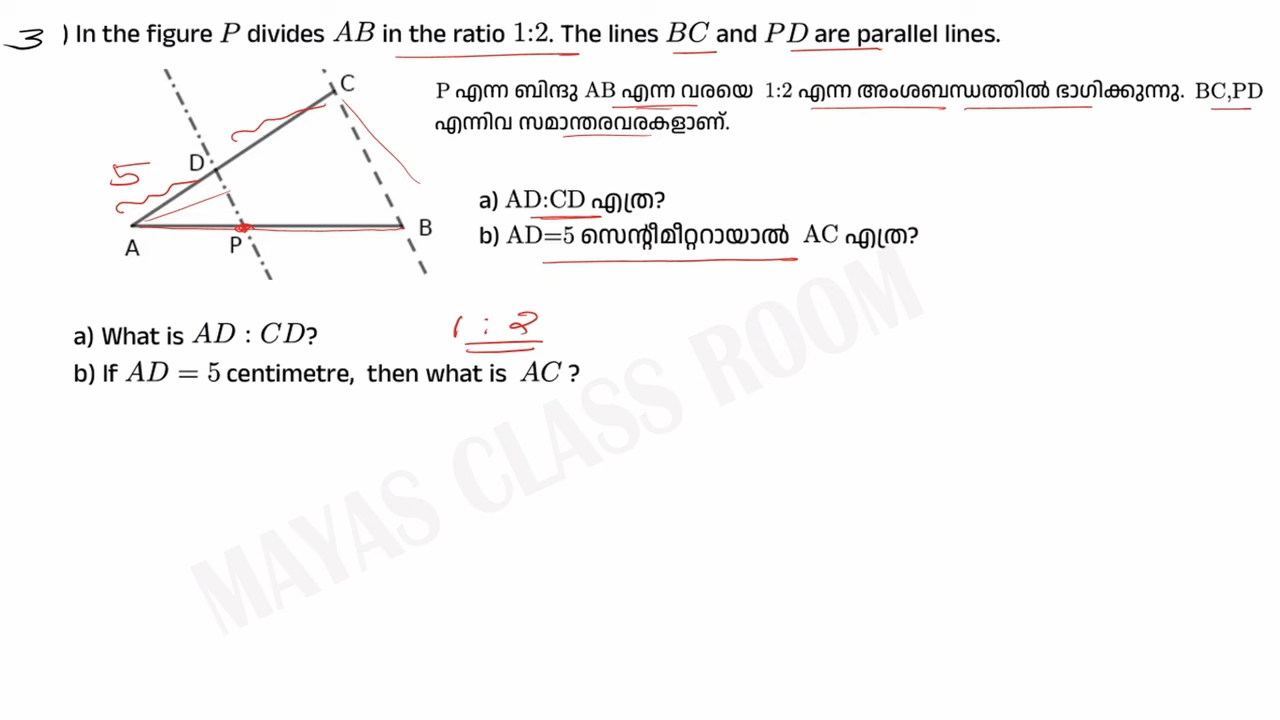 3 ) In the figure P divides AB in the ratio 1:2. The lines BC and PD are parallel lines.
P എന്ന ബിന്ദു AB എന്ന വരയെ 1:2 എന്ന അംശബന്ധത്തിൽ ഭാഗിക്കുന്നു. BC,PD
എന്നിവ സമാന്തരവരകളാണ്.
C
D
5
A
P
B
a) AD:CD എത്ര?
b) AD=5 സെന്റീമീറ്ററായാൽ AC എത്ര?
a) What is AD : CD?
1 : 2
b) If AD = 5 centimetre, then what is AC ?
MAYAS CLASS ROOM